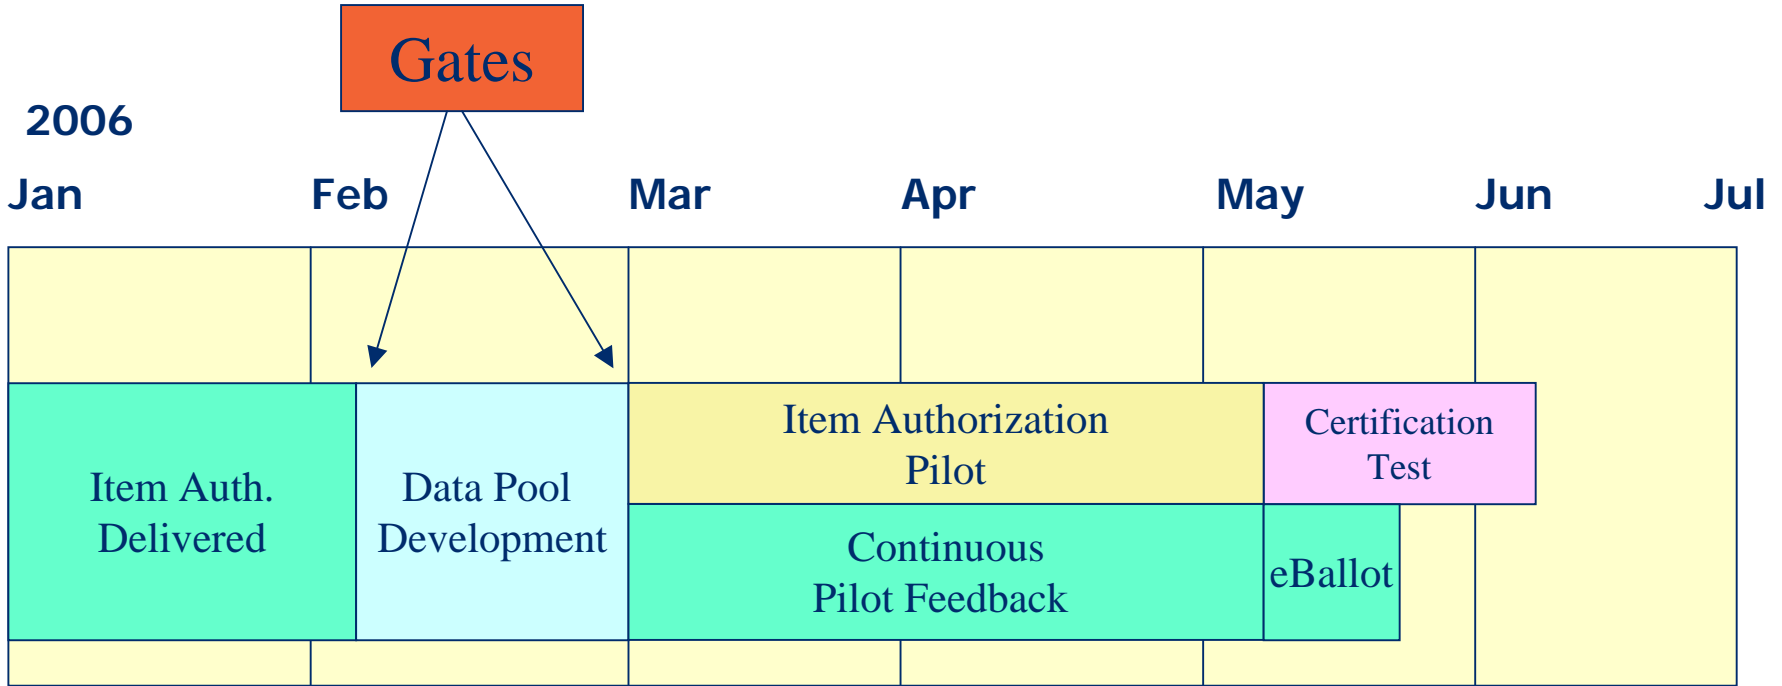 Gates
2006
Jan Feb Mar Apr May Jun Jul
Item Auth.
Delivered
Data Pool
Development
Item Authorization
Pilot
Certification
Test
Continuous
Pilot Feedback
eBallot